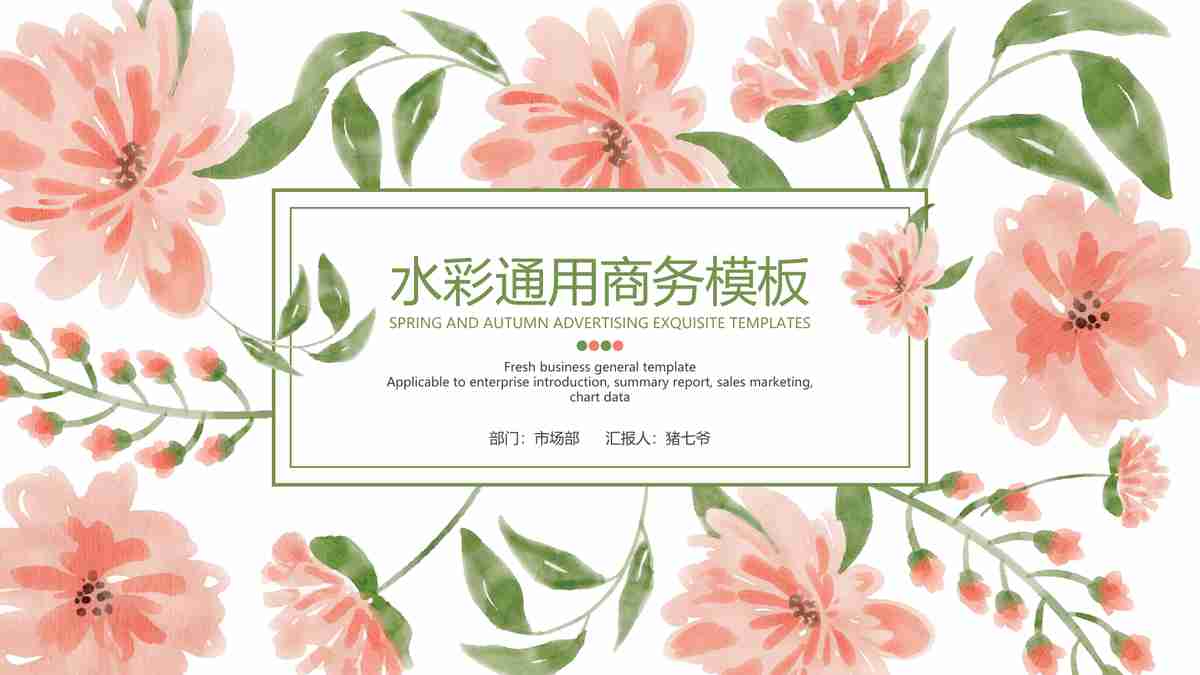 水彩通用商务模板
SPRING AND AUTUMN ADVERTISING EXQUISITE TEMPLATES
Fresh business general template
Applicable to enterprise introduction, summary report, sales marketing,
chart data
部门：市场部 汇报人：猪七爷